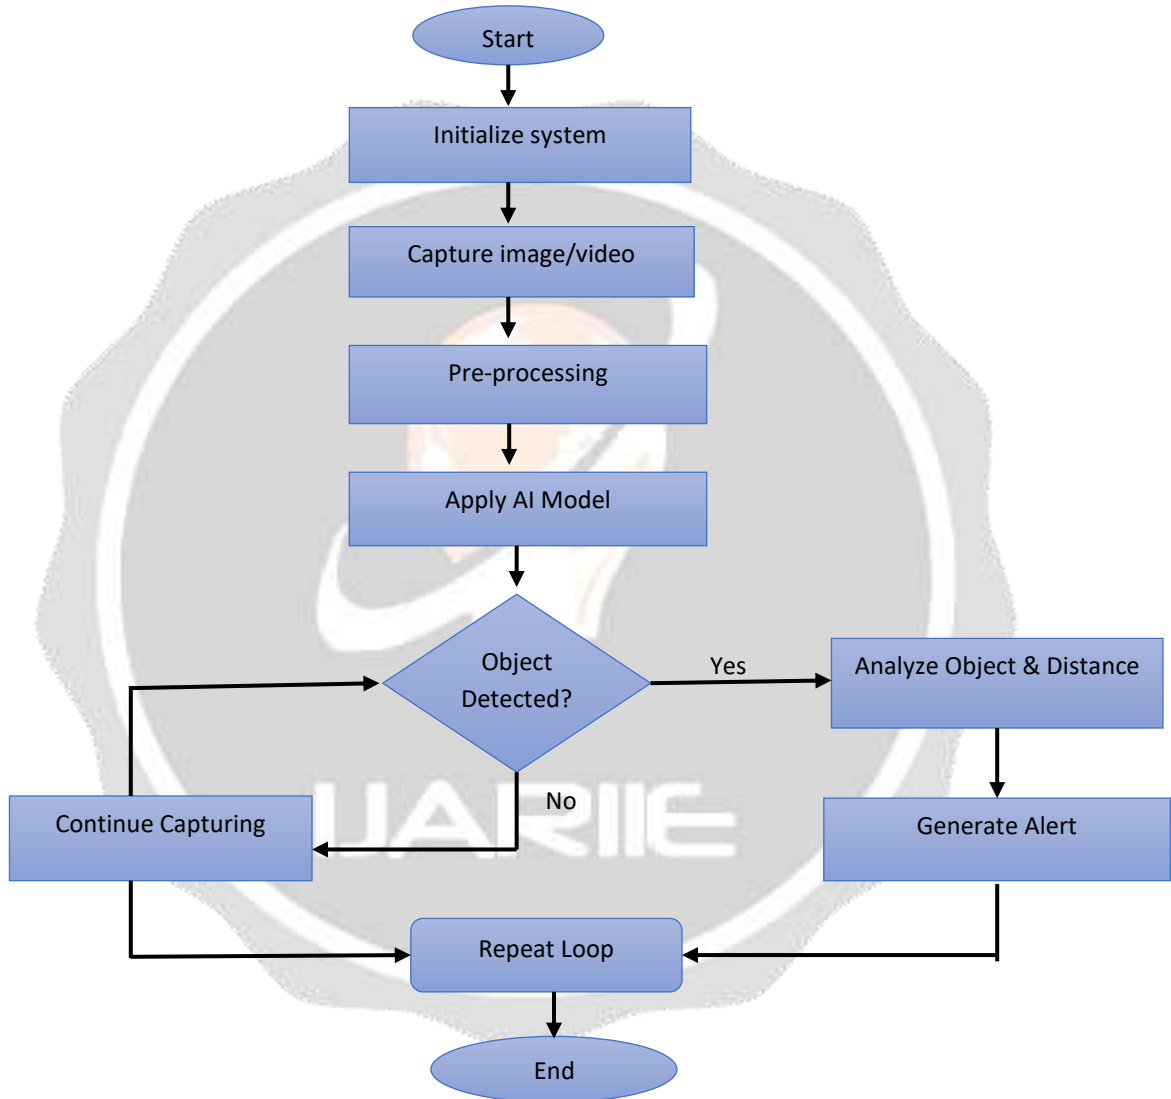 Start
Initialize system
Capture image/video
Pre-processing
Apply AI Model
Object
Detected?
Yes
Analyze Object & Distance
No
Continue Capturing
Generate Alert
IJARIIE
Repeat Loop
End